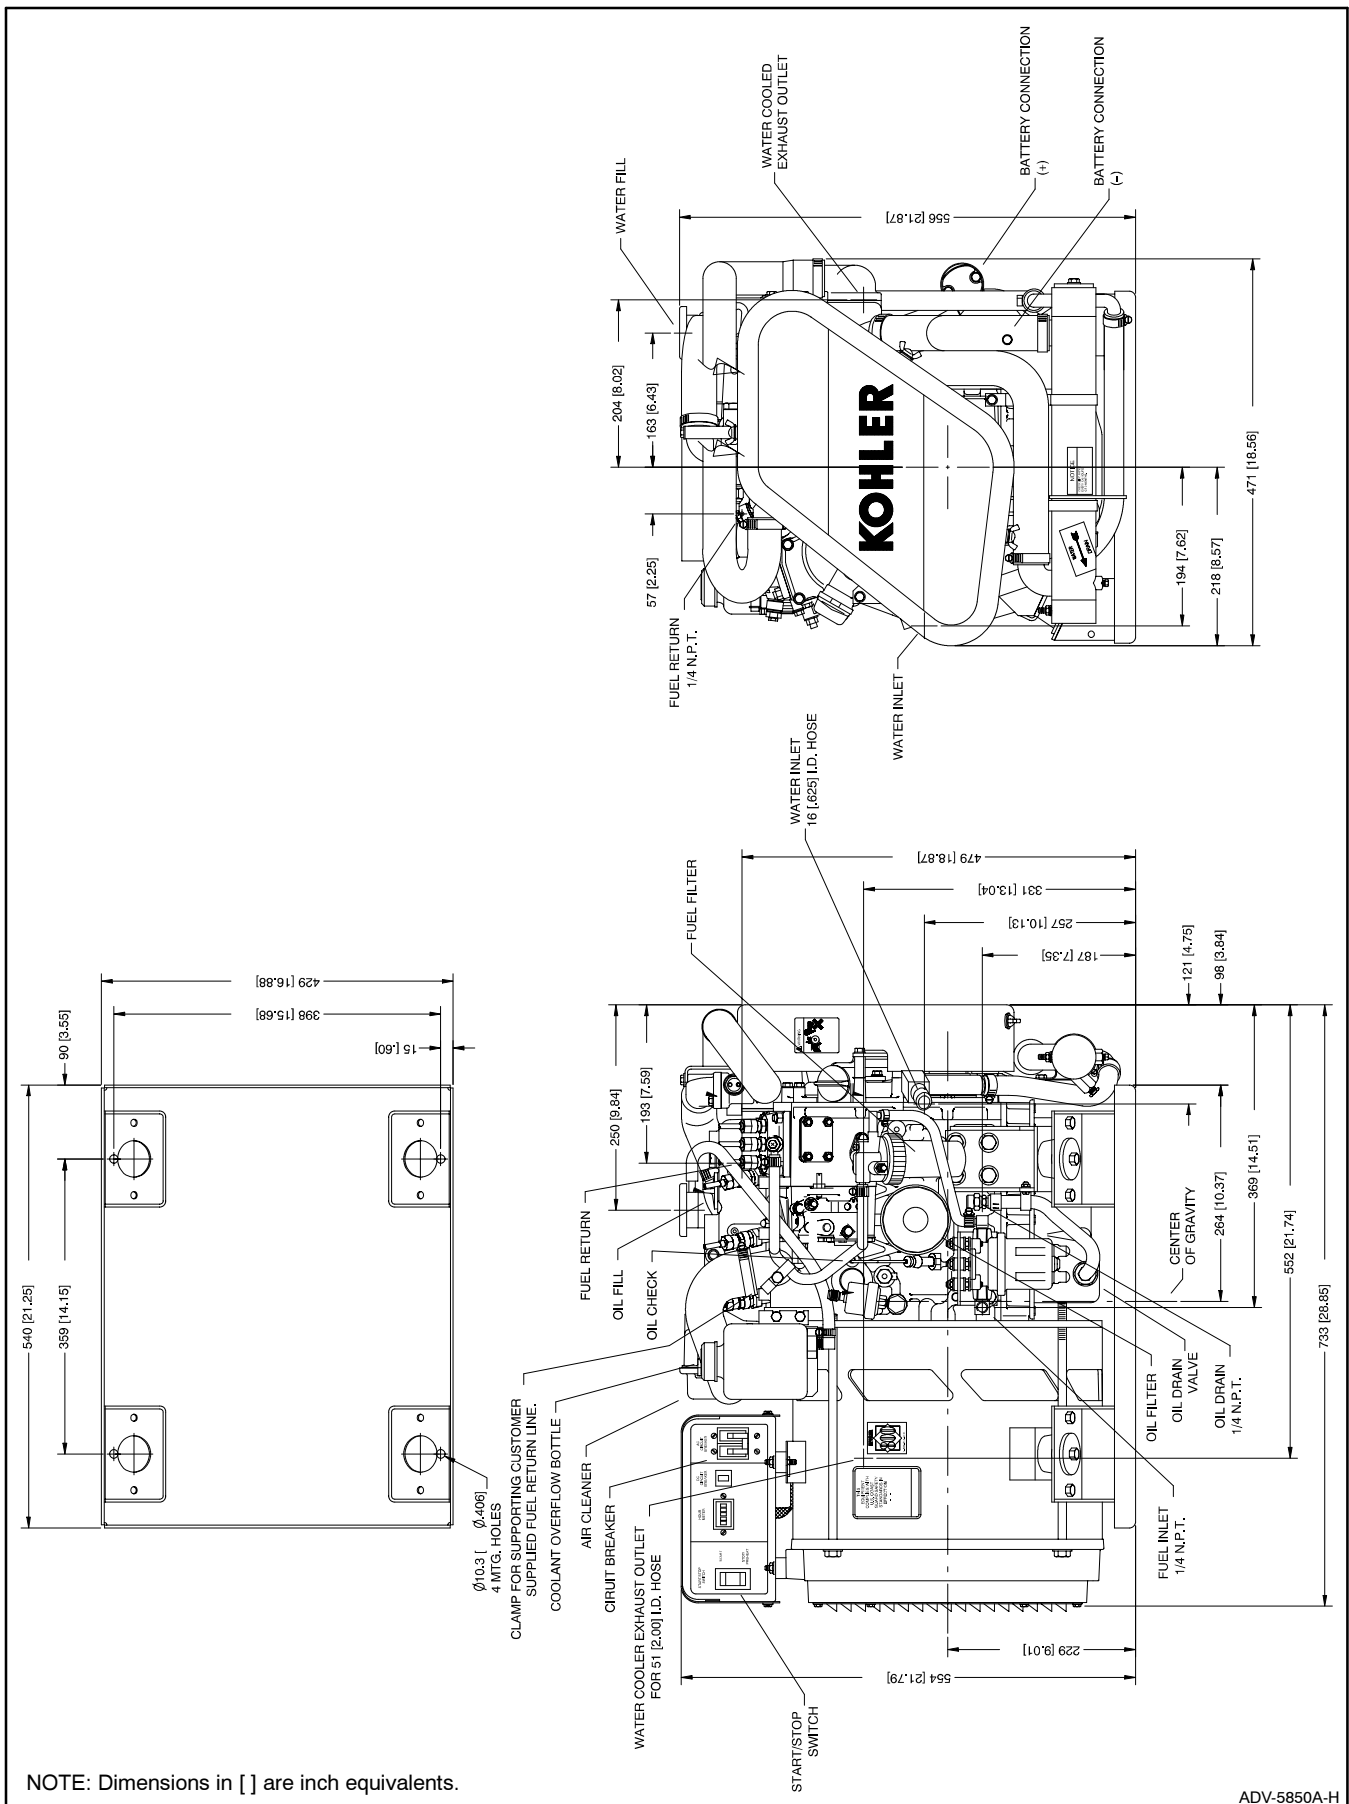 540 [21.25]
359 [14.15]
90 [3.55]
429 [16.88]
398 [15.68]
15 [.60]
Ø10.3 [ Ø.406]
4 MTG. HOLES
WATER FILL
WATER COOLED
EXHAUST OUTLET
BATTERY CONNECTION
(+)
BATTERY CONNECTION
(-)
556 [21.87]
204 [8.02]
163 [6.43]
57 [2.25]
FUEL RETURN
1/4 N.P.T.
KOHLER
NOTICE
WATER
DRAIN
194 [7.62]
218 [8.57]
471 [18.56]
WATER INLET
WATER INLET
16 [.625] I.D. HOSE
FUEL FILTER
479 [18.87]
331 [13.04]
257 [10.13]
187 [7.35]
121 [4.75]
98 [3.84]
250 [9.84]
193 [7.59]
FUEL RETURN
OIL FILL
OIL CHECK
CLAMP FOR SUPPORTING CUSTOMER
SUPPLIED FUEL RETURN LINE.
COOLANT OVERFLOW BOTTLE
AIR CLEANER
CIRUIT BREAKER
WATER COOLER EXHAUST OUTLET
FOR 51 [2.00] I.D. HOSE
START/STOP
SWITCH
554 [21.79]
229 [9.01]
FUEL INLET
1/4 N.P.T.
OIL FILTER
OIL DRAIN
VALVE
OIL DRAIN
1/4 N.P.T.
CENTER
OF GRAVITY
264 [10.37]
369 [14.51]
552 [21.74]
733 [28.85]
NOTE: Dimensions in [ ] are inch equivalents.
ADV-5850A-H